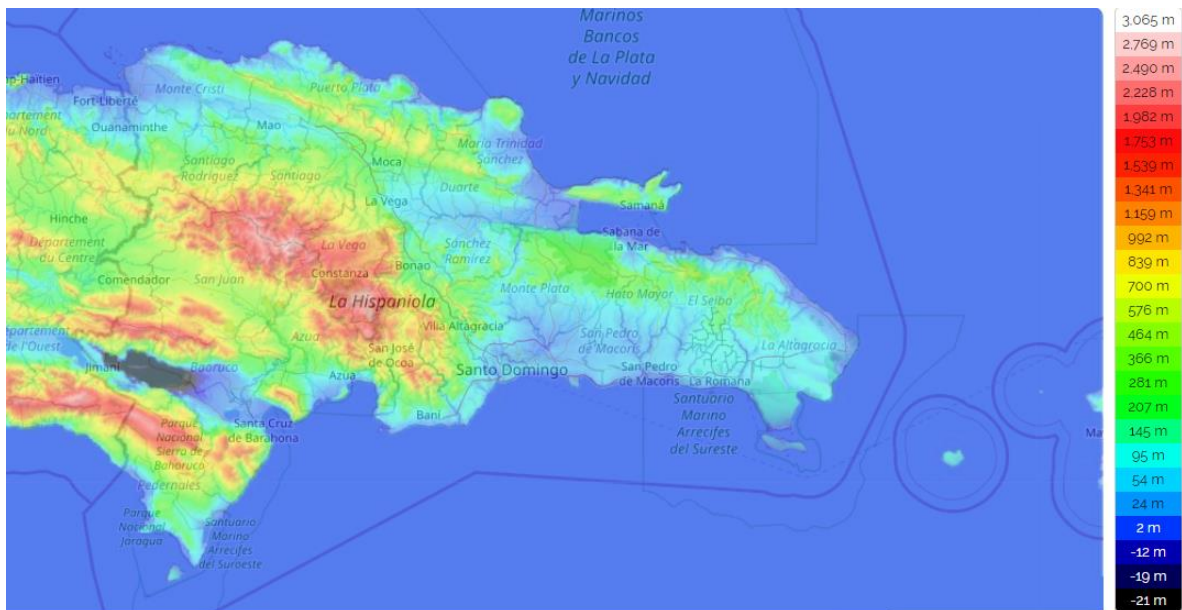 Marinos
Bancos
de La Plata
y Navidad
Fort-Liberté
Monte Cristi
Puerto Plata
Ouanaminthe
Mao
María Trinidad
Sánchez
Santiago
Rodríguez
Santiago
Moca
Duarte
La Vega
Samaná
Hinche
Sabana de
la Mar
Département
du Centre
La Vega
Sánchez
Ramírez
Comendador
San Juan
Constanza
Bonao
Monte Plata
Hato Mayor
El Seibo
La Hispaniola
Villa Altagracia
San Pedro
de Macorís
La Altagracia
Azua
San José
de Ocoa
Jimaní
Baoruco
Azua
Santo Domingo
San Pedro
de Macorís
La Romana
Baní
Santa Cruz
de Barahona
Santuario
Marino
Arrecifes
del Sureste
Parque
Nacional
Sierra de
Bahoruco
Pedernales
Parque
Nacional
Jaragua
Santuario
Marino
Arrecifes
del Suroeste
3.065 m
2.769 m
2.490 m
2.228 m
1.982 m
1.753 m
1.539 m
1.341 m
1.159 m
992 m
839 m
700 m
576 m
464 m
366 m
281 m
207 m
145 m
95 m
54 m
24 m
2 m
-12 m
-19 m
-21 m